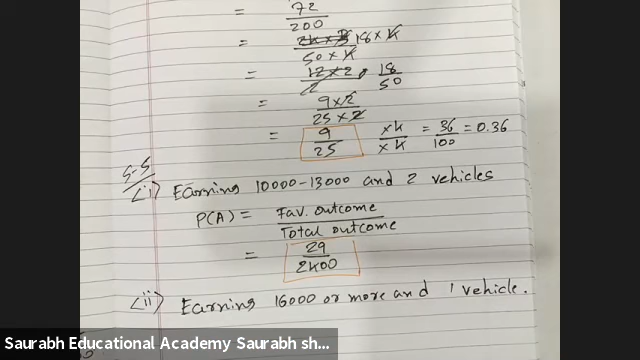 = 72/200
= 18 × 4 / 50 × 4
= 18/50
= 9 × 2 / 25 × 2
= 9/25 × 4/× 4 = 36/100 = 0.36
5-5
(i) Earning 10000-13000 and 2 vehicles
P(A) = Fav. outcome / Total outcome
= 29/2400
(ii) Earning 16000 or more and 1 vehicle.
Saurabh Educational Academy Saurabh sh...